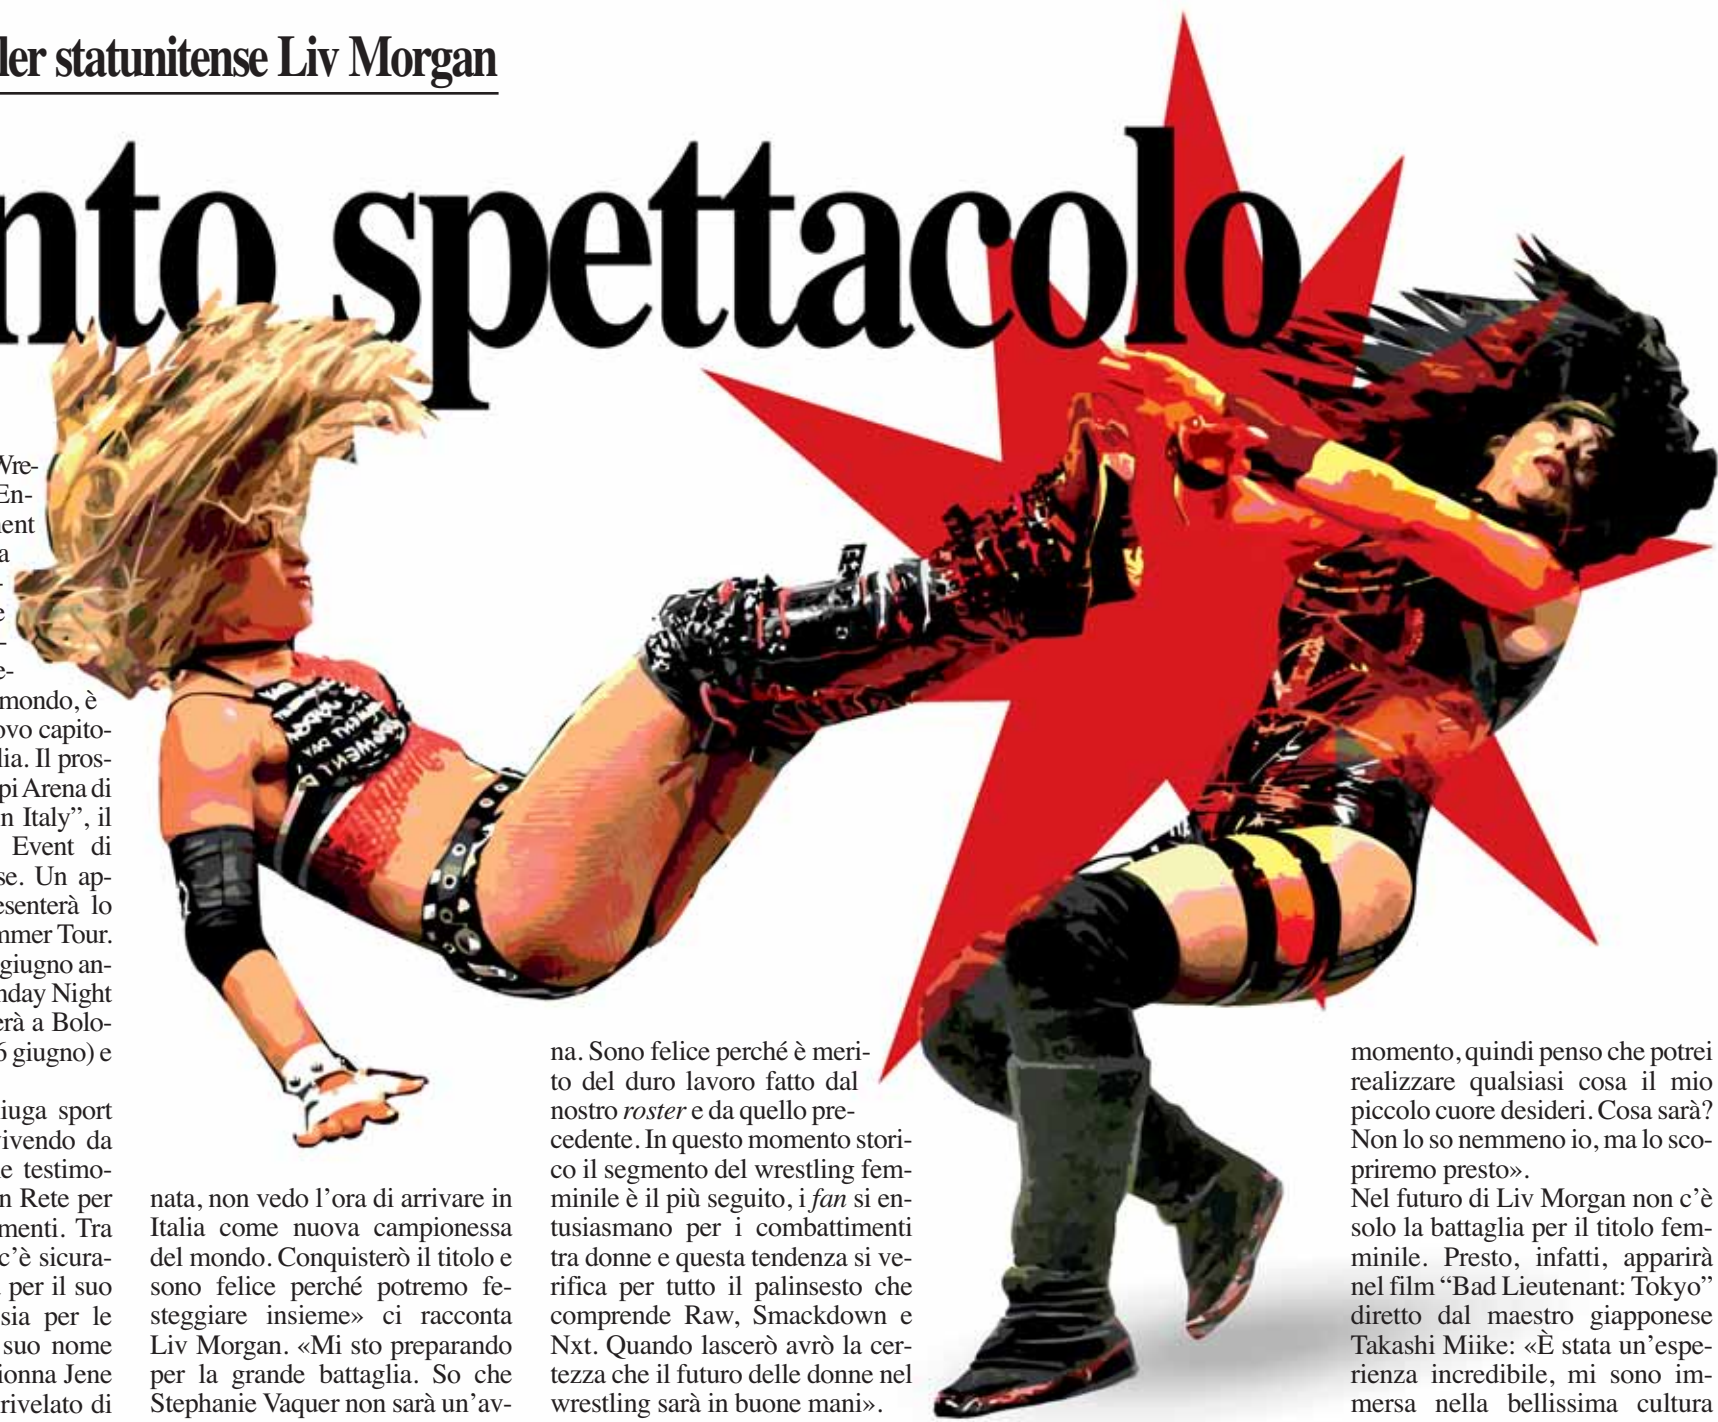 ler statunitense Liv Morgan
nto spettacolo
Wre-
En-
ment
a
-
e
-
e-
mondo, è
ovo capito-
lia. Il pros-
pi Arena di
n Italy”, il
Event di
se. Un ap-
esenterà lo
mmer Tour.
giugno an-
nday Night
erà a Bolo-
6 giugno) e
iuga sport
vivendo da
e testimo-
n Rete per
menti. Tra
c’è sicura-
per il suo
sia per le
suo nome
ionna Jene
rivelato di
nata, non vedo l’ora di arrivare in
Italia come nuova campionessa
del mondo. Conquisterò il titolo e
sono felice perché potremo fe-
steggiare insieme» ci racconta
Liv Morgan. «Mi sto preparando
per la grande battaglia. So che
Stephanie Vaquer non sarà un’av-
na. Sono felice perché è meri-
to del duro lavoro fatto dal
nostro roster e da quello pre-
cedente. In questo momento stori-
co il segmento del wrestling fem-
minile è il più seguito, i fan si en-
tusiasmano per i combattimenti
tra donne e questa tendenza si ve-
rifica per tutto il palinsesto che
comprende Raw, Smackdown e
Nxt. Quando lascerò avrò la cer-
tezza che il futuro delle donne nel
wrestling sarà in buone mani».
momento, quindi penso che potrei
realizzare qualsiasi cosa il mio
piccolo cuore desideri. Cosa sarà?
Non lo so nemmeno io, ma lo sco-
priremo presto».
Nel futuro di Liv Morgan non c’è
solo la battaglia per il titolo fem-
minile. Presto, infatti, apparirà
nel film “Bad Lieutenant: Tokyo”
diretto dal maestro giapponese
Takashi Miike: «È stata un’espe-
rienza incredibile, mi sono im-
mersa nella bellissima cultura